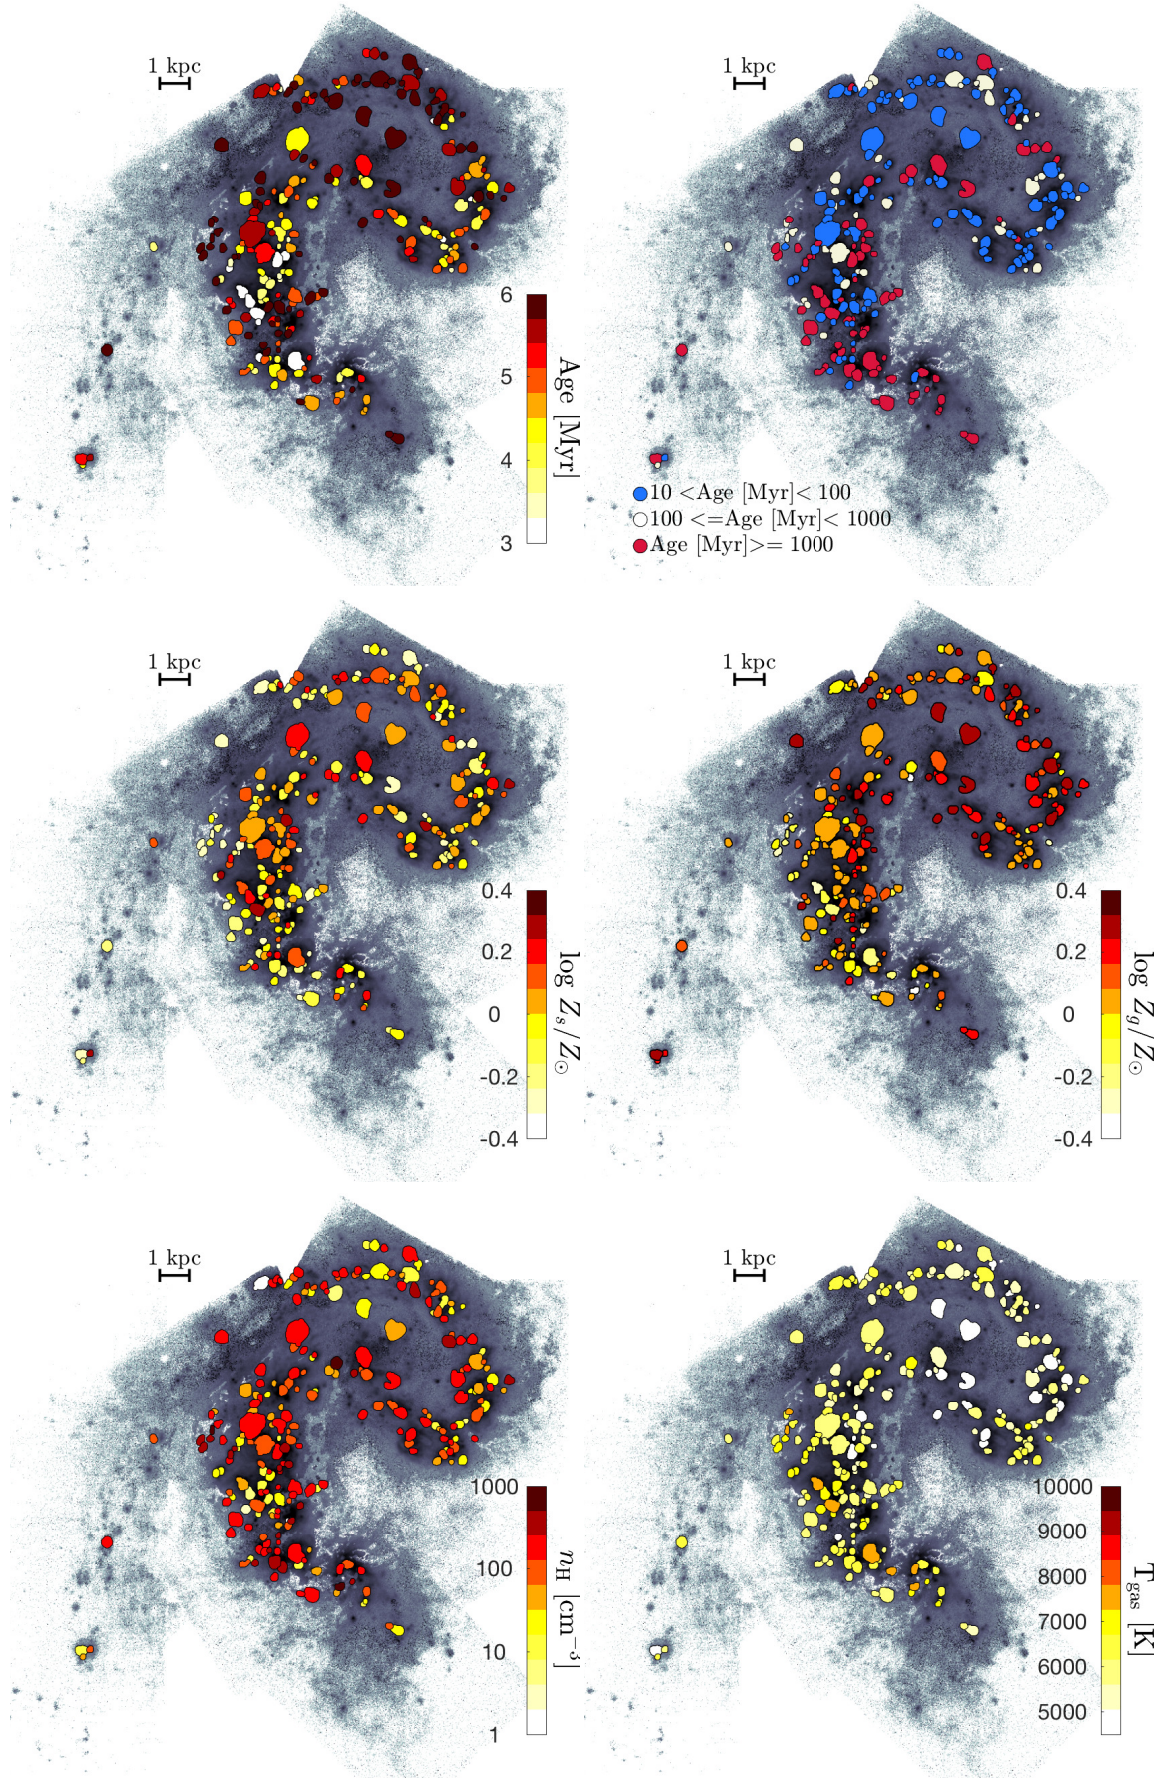 1 kpc
6
5
4
3
Age [Myr]
1 kpc
10 <Age [Myr]< 100
100 <=Age [Myr]< 1000
Age [Myr]>= 1000
1 kpc
0.4
0.2
0
-0.2
-0.4
log Z_s/Z_⊙
1 kpc
0.4
0.2
0
-0.2
-0.4
log Z_g/Z_⊙
1 kpc
1000
100
10
1
n_H [cm⁻³]
1 kpc
10000
9000
8000
7000
6000
5000
T_gas [K]